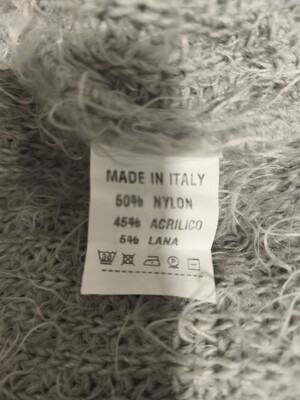 MADE IN ITALY
50% NYLON
45% ACRILICO
5% LANA